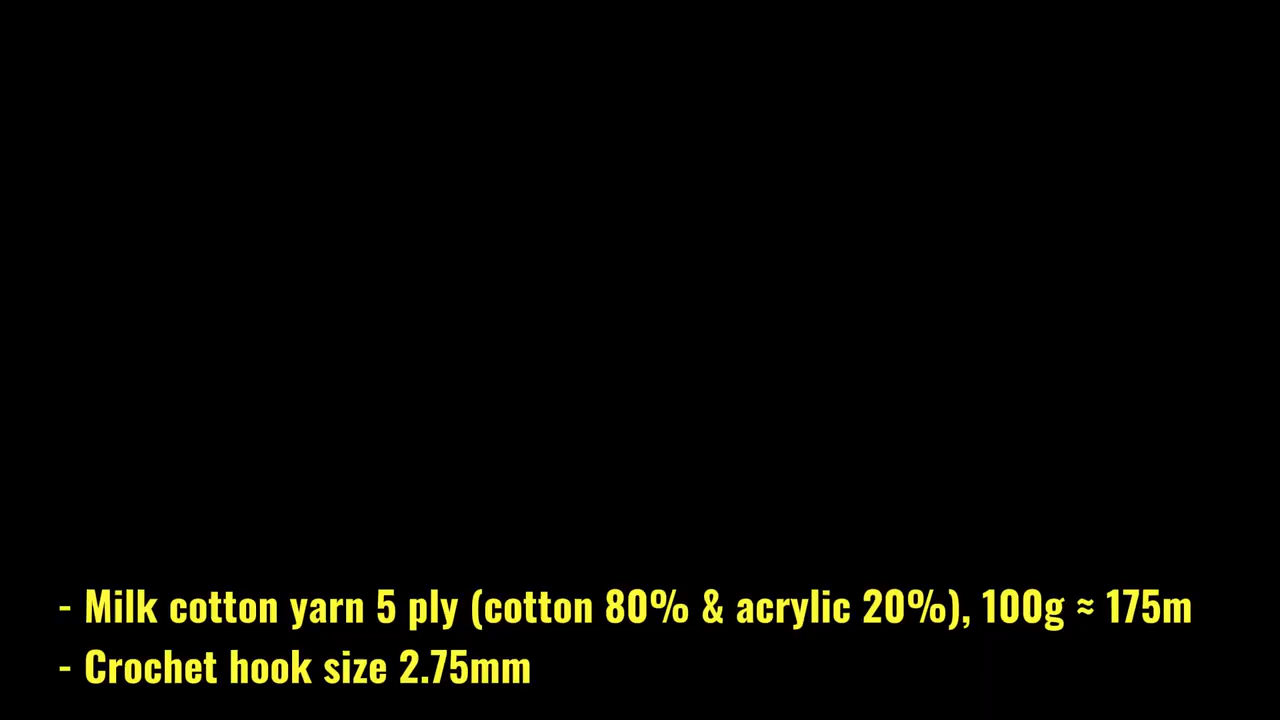 - Milk cotton yarn 5 ply (cotton 80% & acrylic 20%), 100g ≈ 175m
- Crochet hook size 2.75mm